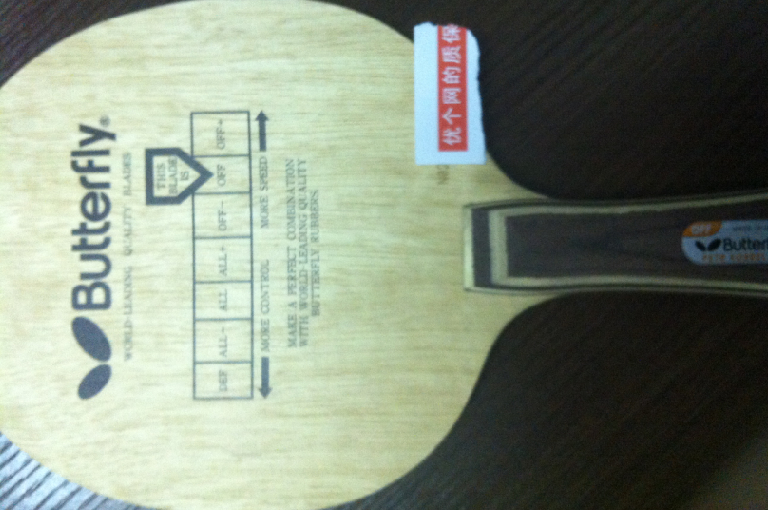 Butterfly®
WORLD-LEADING QUALITY BLADES
THIS
BLADE
IS
DEF ALL- ALL ALL+ OFF- OFF OFF+
MORE CONTROL MORE SPEED
MAKE A PERFECT COMBINATION
WITH WORLD-LEADING QUALITY
BUTTERFLY RUBBERS
优个网的质保
OFF
Butterfl